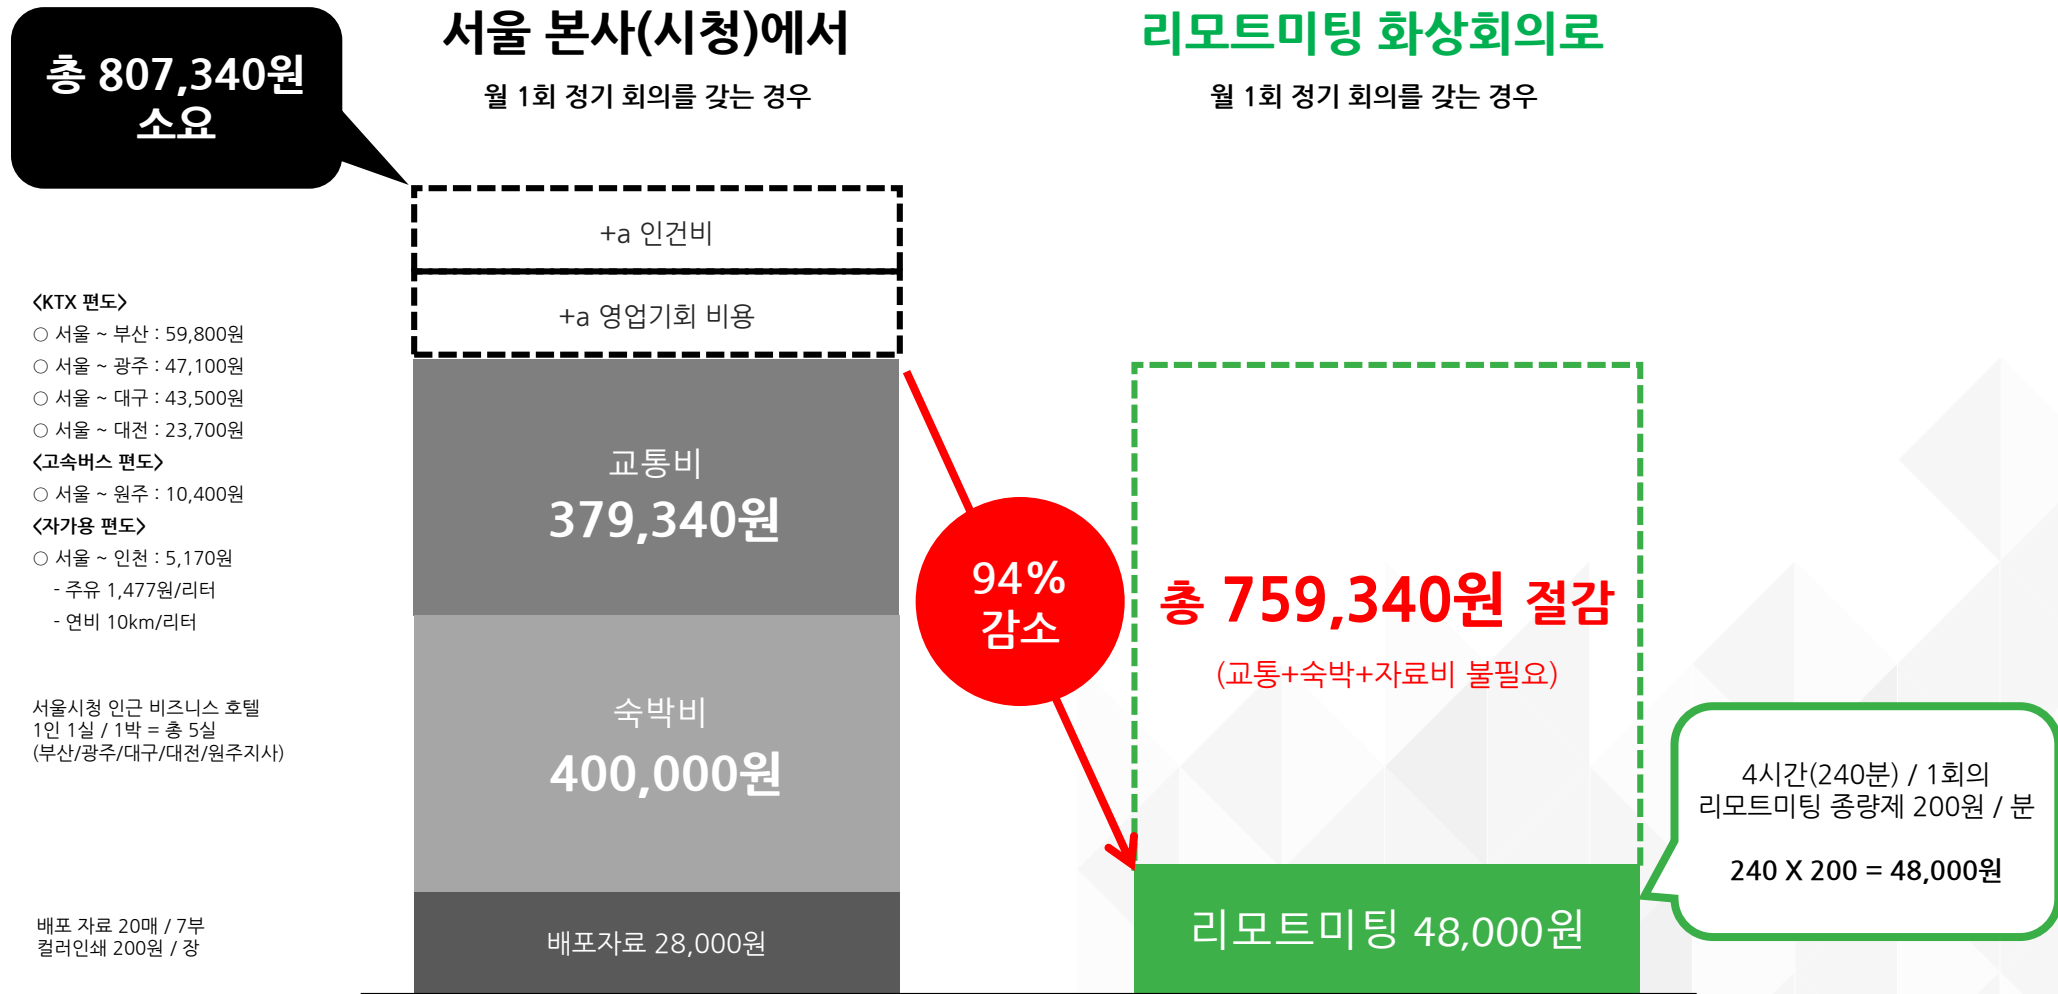 총 807,340원
소요
서울 본사(시청)에서
월 1회 정기 회의를 갖는 경우
리모트미팅 화상회의로
월 1회 정기 회의를 갖는 경우
+a 인건비
+a 영업기회 비용
<KTX 편도>
○ 서울 ~ 부산 : 59,800원
○ 서울 ~ 광주 : 47,100원
○ 서울 ~ 대구 : 43,500원
○ 서울 ~ 대전 : 23,700원
<고속버스 편도>
○ 서울 ~ 원주 : 10,400원
<자가용 편도>
○ 서울 ~ 인천 : 5,170원
- 주유 1,477원/리터
- 연비 10km/리터
교통비
379,340원
서울시청 인근 비즈니스 호텔
1인 1실 / 1박 = 총 5실
(부산/광주/대구/대전/원주지사)
숙박비
400,000원
배포 자료 20매 / 7부
컬러인쇄 200원 / 장
배포자료 28,000원
94%
감소
총 759,340원 절감
(교통+숙박+자료비 불필요)
리모트미팅 48,000원
4시간(240분) / 1회의
리모트미팅 종량제 200원 / 분
240 X 200 = 48,000원